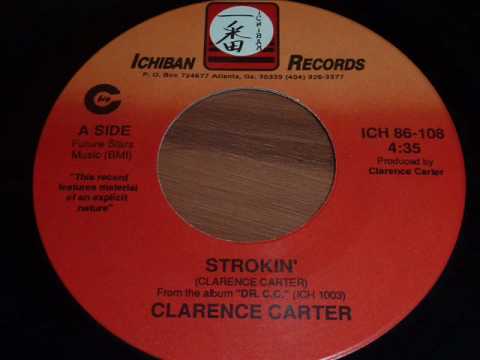 一番
ICHIBAN
ICHIBAN RECORDS
P. O. Box 724677 Atlanta, Ga. 30339 (404) 926-3377
A SIDE
Future Stars
Music (BMI)
"This record
features material
of an explicit
nature"
ICH 86-108
4:35
Produced by
Clarence Carter
STROKIN'
(CLARENCE CARTER)
From the album "DR. C.C." (ICH 1003)
CLARENCE CARTER